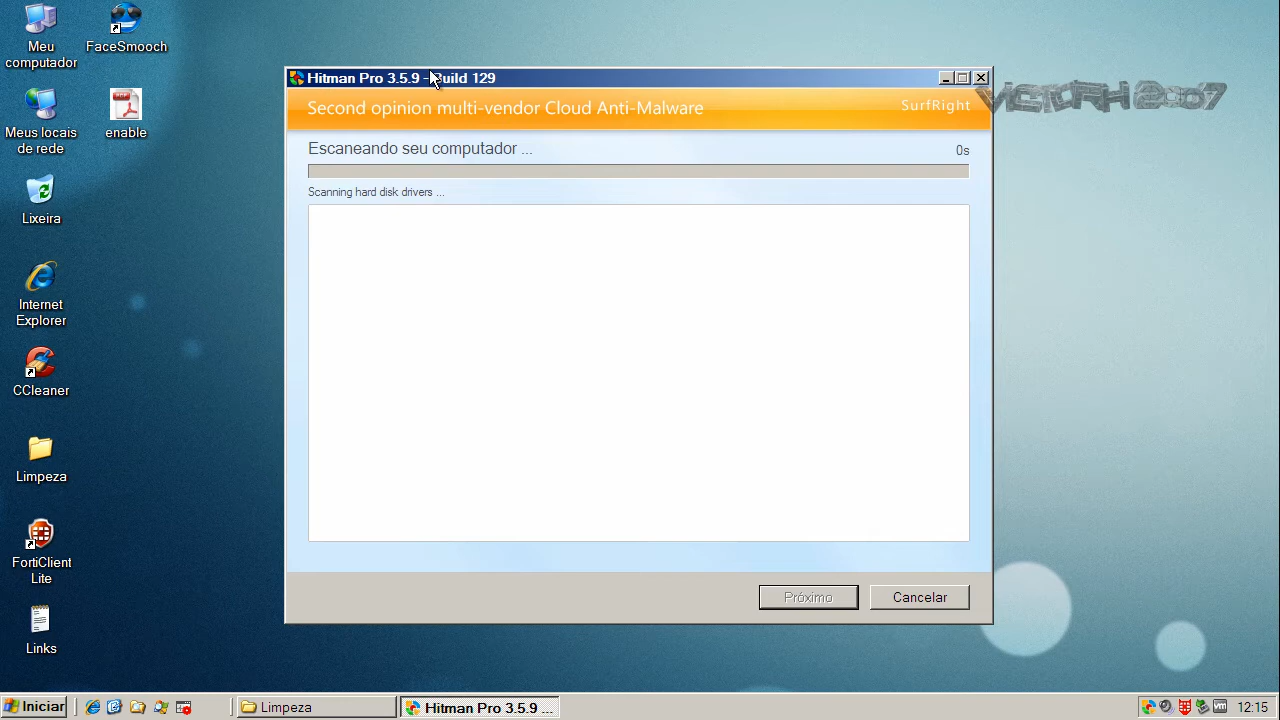 Meu
computador
FaceSmooch
Meus locais
de rede
enable
Lixeira
Internet
Explorer
CCleaner
Limpeza
FortiClient
Lite
Links
Hitman Pro 3.5.9 - Build 129
Second opinion multi-vendor Cloud Anti-Malware
SurfRight
VICTORH 2007
Escaneando seu computador ...
0s
Scanning hard disk drivers ...
Próximo
Cancelar
Iniciar
Limpeza
Hitman Pro 3.5.9 ...
12:15